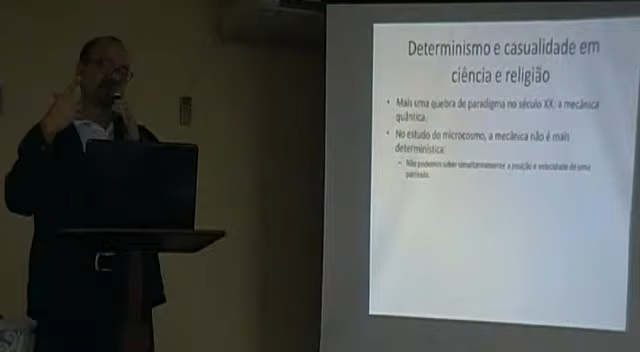 Determinismo e casualidade em
ciência e religião
• Mais uma quebra de paradigma no século XX: a mecânica
quântica.
• No estudo do microcosmo, a mecânica não é mais
determinística:
– Não podemos saber simultaneamente a posição e velocidade de uma
partícula.